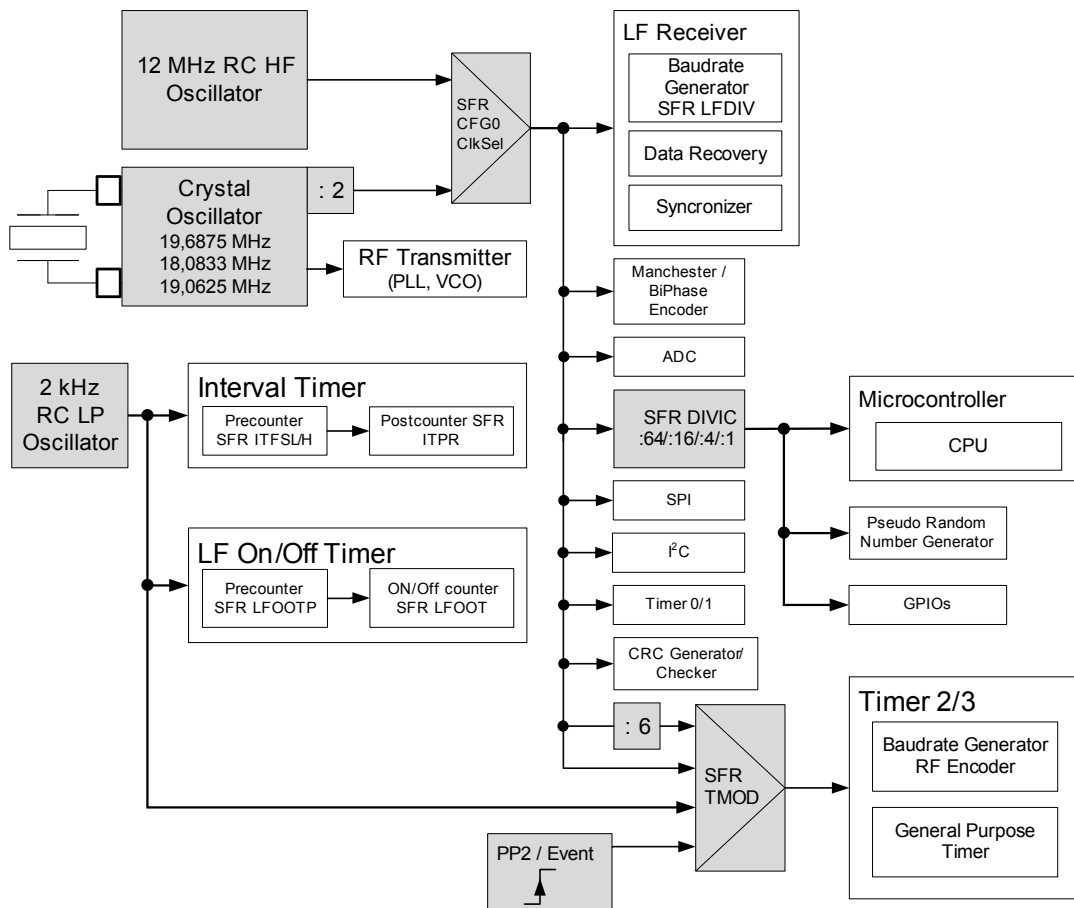 12 MHz RC HF
Oscillator
SFR
CFG0
ClkSel
LF Receiver
Baudrate
Generator
SFR LFDIV
Data Recovery
Syncronizer
Crystal
Oscillator
19,6875 MHz
18,0833 MHz
19,0625 MHz
: 2
RF Transmitter
(PLL, VCO)
Manchester /
BiPhase
Encoder
ADC
2 kHz
RC LP
Oscillator
Interval Timer
Precounter
SFR ITFSL/H
Postcounter SFR
ITPR
SFR DIVIC
:64/:16/:4/:1
Microcontroller
CPU
SPI
I²C
Pseudo Random
Number Generator
LF On/Off Timer
Precounter
SFR LFOOTP
ON/Off counter
SFR LFOOT
Timer 0/1
GPIOs
CRC Generator/
Checker
: 6
SFR
TMOD
Timer 2/3
Baudrate Generator
RF Encoder
General Purpose
Timer
PP2 / Event